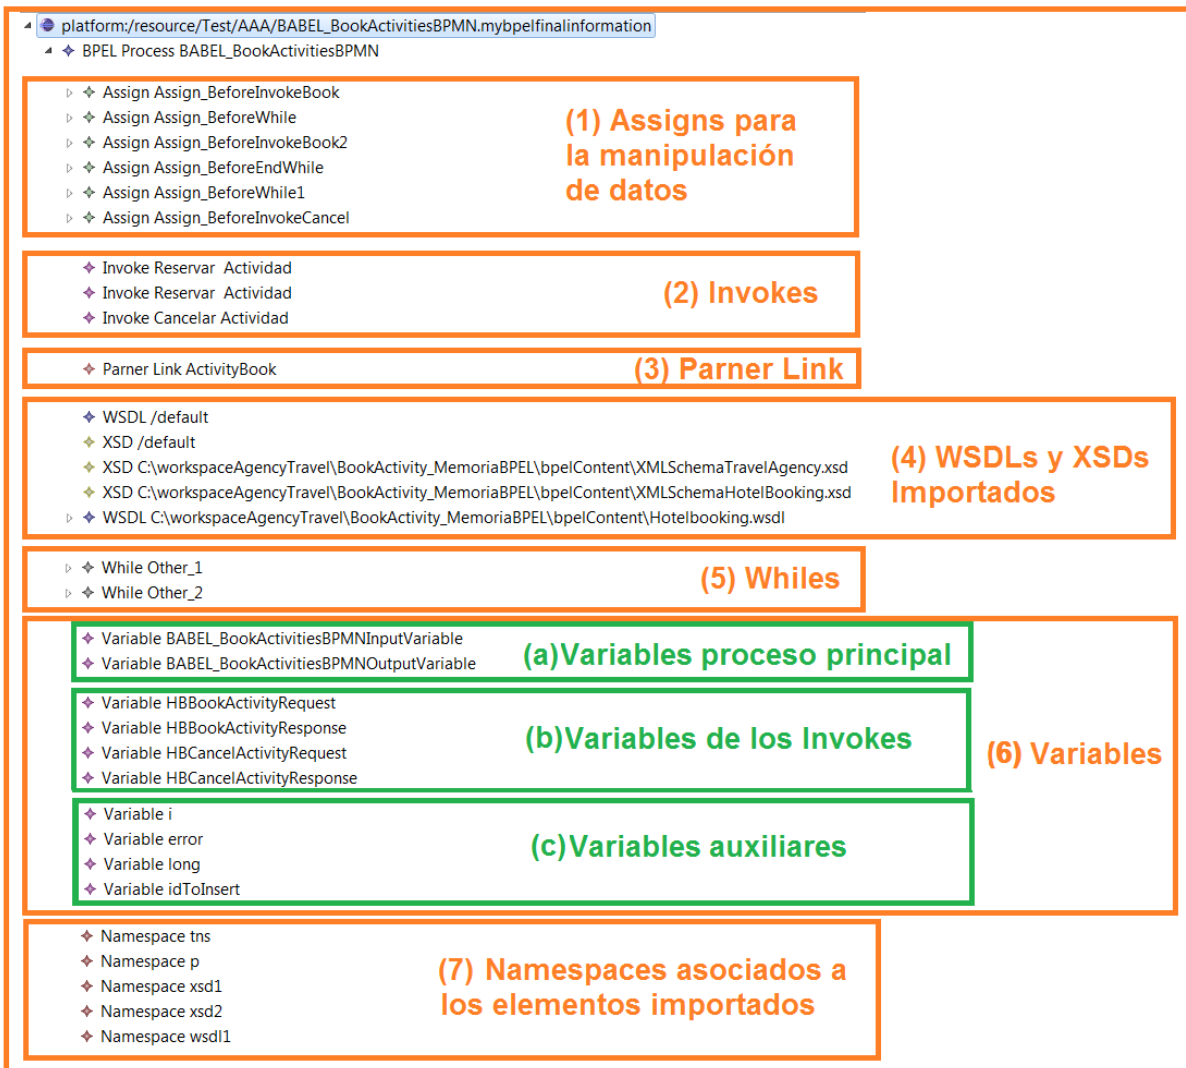 platform:/resource/Test/AAA/BABEL_BookActivitiesBPMN.mybpelfinalinformation
BPEL Process BABEL_BookActivitiesBPMN
Assign Assign_BeforeInvokeBook
Assign Assign_BeforeWhile
Assign Assign_BeforeInvokeBook2
Assign Assign_BeforeEndWhile
Assign Assign_BeforeWhile1
Assign Assign_BeforeInvokeCancel
(1) Assigns para
la manipulación
de datos
Invoke Reservar  Actividad
Invoke Reservar  Actividad
Invoke Cancelar Actividad
(2) Invokes
Parner Link ActivityBook
(3) Parner Link
WSDL /default
XSD /default
XSD C:\workspaceAgencyTravel\BookActivity_MemoriaBPEL\bpelContent\XMLSchemaTravelAgency.xsd
XSD C:\workspaceAgencyTravel\BookActivity_MemoriaBPEL\bpelContent\XMLSchemaHotelBooking.xsd
WSDL C:\workspaceAgencyTravel\BookActivity_MemoriaBPEL\bpelContent\Hotelbooking.wsdl
(4) WSDLs y XSDs
Importados
While Other_1
While Other_2
(5) Whiles
Variable BABEL_BookActivitiesBPMNInputVariable
Variable BABEL_BookActivitiesBPMNOutputVariable
(a)Variables proceso principal
Variable HBBookActivityRequest
Variable HBBookActivityResponse
Variable HBCancelActivityRequest
Variable HBCancelActivityResponse
(b)Variables de los Invokes
(6) Variables
Variable i
Variable error
Variable long
Variable idToInsert
(c)Variables auxiliares
Namespace tns
Namespace p
Namespace xsd1
Namespace xsd2
Namespace wsdl1
(7) Namespaces asociados a
los elementos importados